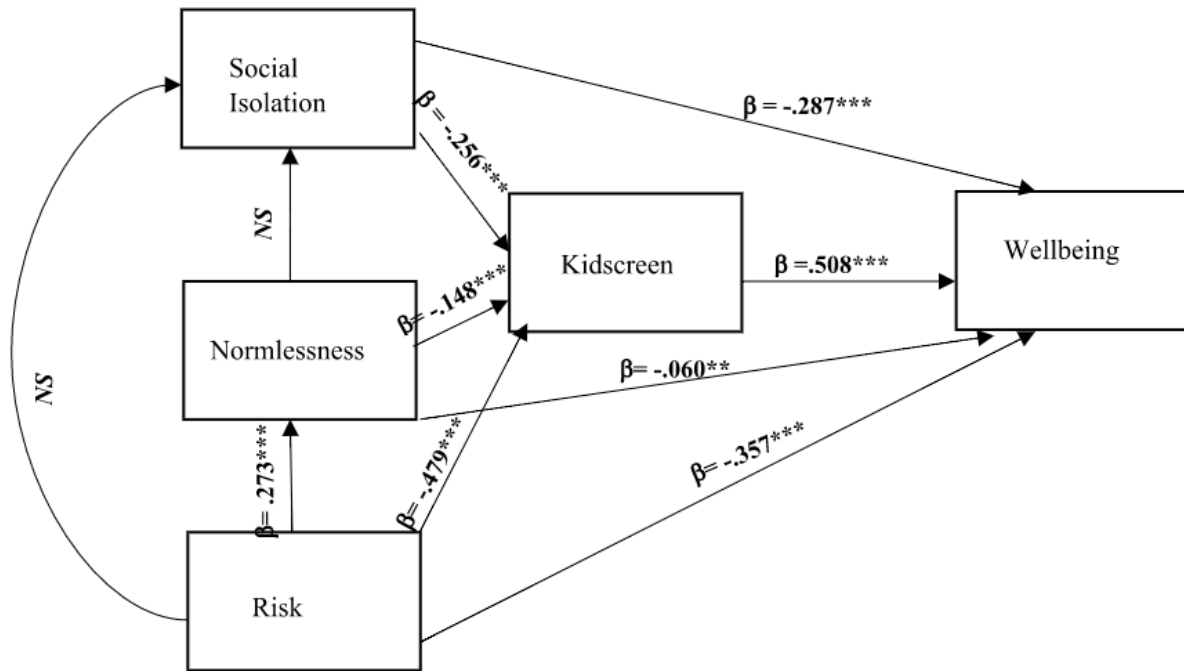 Social
Isolation
β = -.287***
β = -.256***
Kidscreen
β =.508***
Wellbeing
NS
β= -.148***
Normlessness
β= -.060**
NS
β= .273***
β= -.479***
β= -.357***
Risk